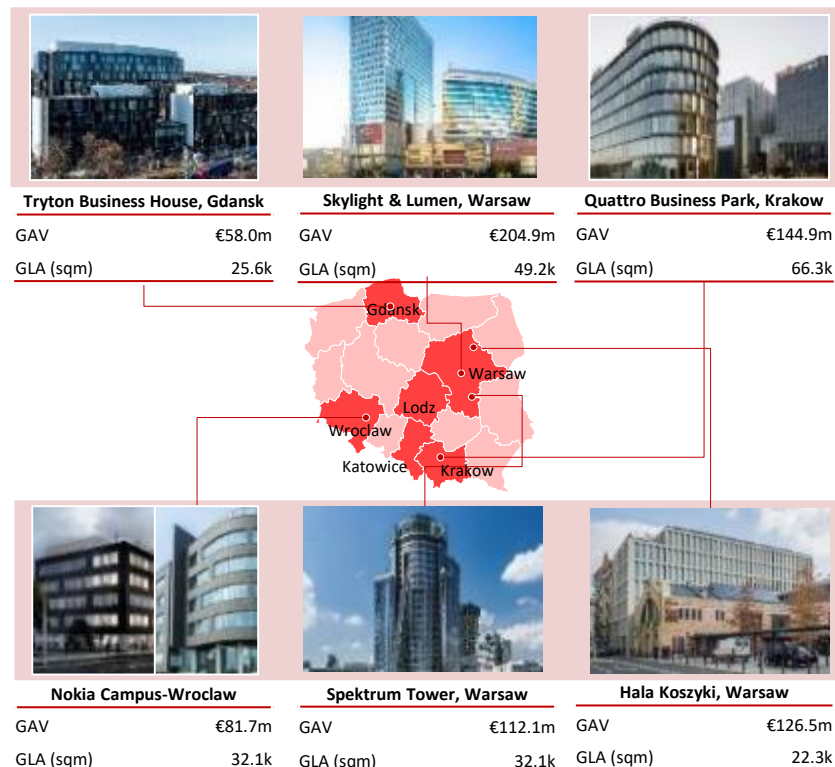 Tryton Business House, Gdansk
GAV €58.0m
GLA (sqm) 25.6k
Skylight & Lumen, Warsaw
GAV €204.9m
GLA (sqm) 49.2k
Quattro Business Park, Krakow
GAV €144.9m
GLA (sqm) 66.3k
Gdansk
Warsaw
Lodz
Wroclaw
Katowice
Krakow
Nokia Campus-Wroclaw
GAV €81.7m
GLA (sqm) 32.1k
Spektrum Tower, Warsaw
GAV €112.1m
GLA (sqm) 32.1k
Hala Koszyki, Warsaw
GAV €126.5m
GLA (sqm) 22.3k